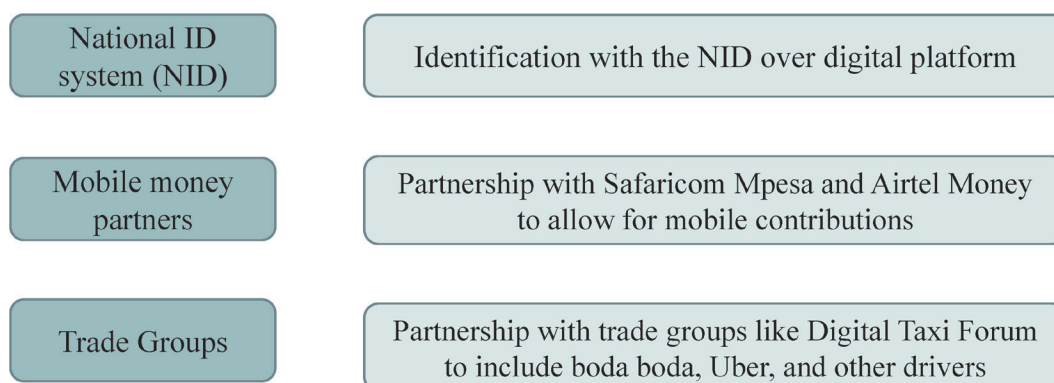 National ID
system (NID)
Identification with the NID over digital platform
Mobile money
partners
Partnership with Safaricom Mpesa and Airtel Money
to allow for mobile contributions
Trade Groups
Partnership with trade groups like Digital Taxi Forum
to include boda boda, Uber, and other drivers